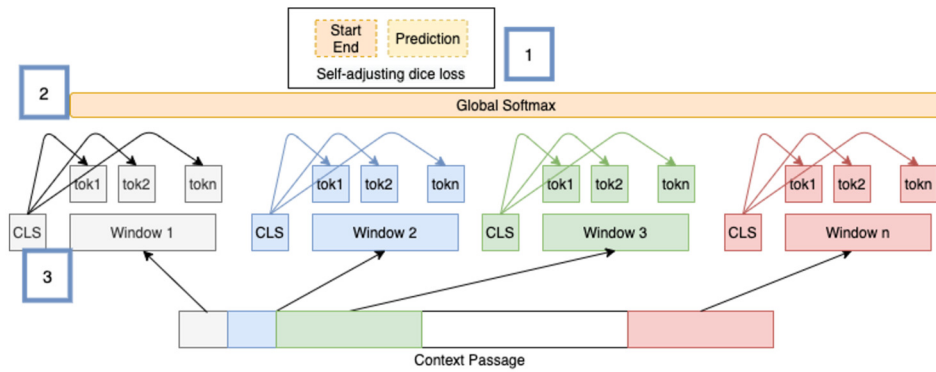 Start
End
Prediction
Self-adjusting dice loss
1
2
Global Softmax
tok1 tok2 tokn tok1 tok2 tokn tok1 tok2 tokn tok1 tok2 tokn
CLS Window 1 CLS Window 2 CLS Window 3 CLS Window n
3
Context Passage